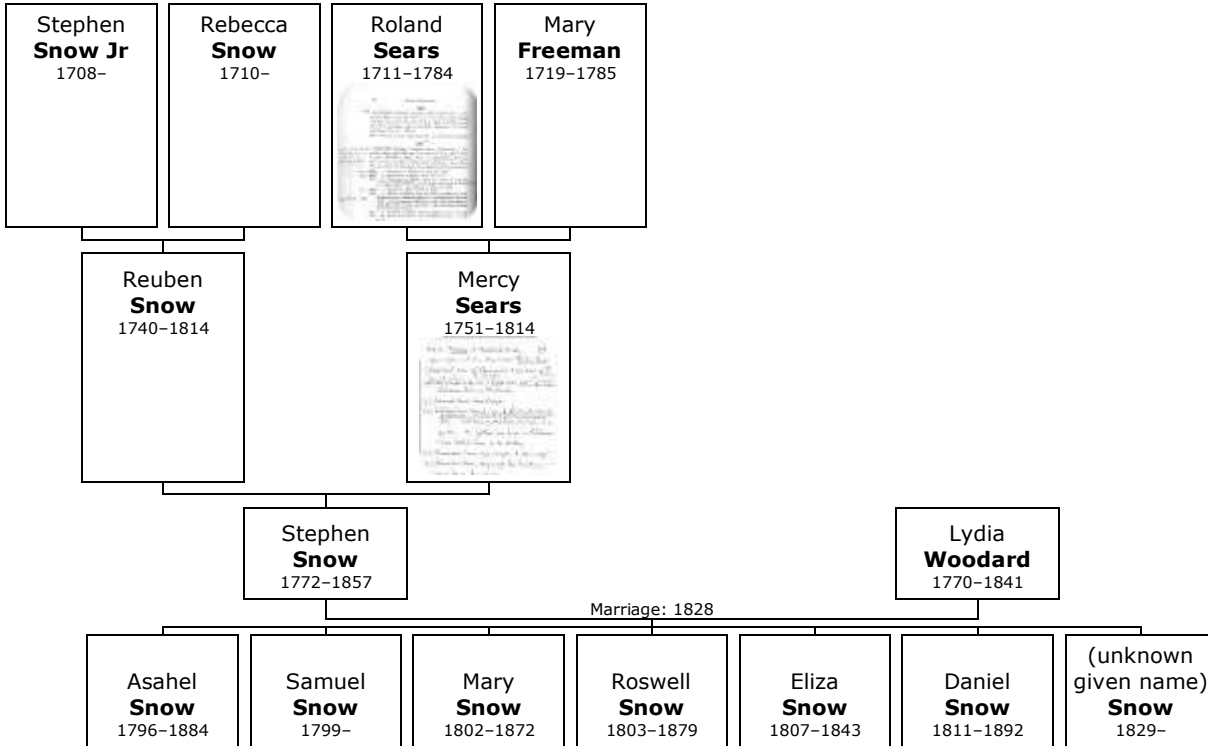 Stephen
Snow Jr
1708–
Rebecca
Snow
1710–
Roland
Sears
1711–1784
Mary
Freeman
1719–1785
Reuben
Snow
1740–1814
Mercy
Sears
1751–1814
Stephen
Snow
1772–1857
Lydia
Woodard
1770–1841
Marriage: 1828
Asahel
Snow
1796–1884
Samuel
Snow
1799–
Mary
Snow
1802–1872
Roswell
Snow
1803–1879
Eliza
Snow
1807–1843
Daniel
Snow
1811–1892
(unknown
given name)
Snow
1829–